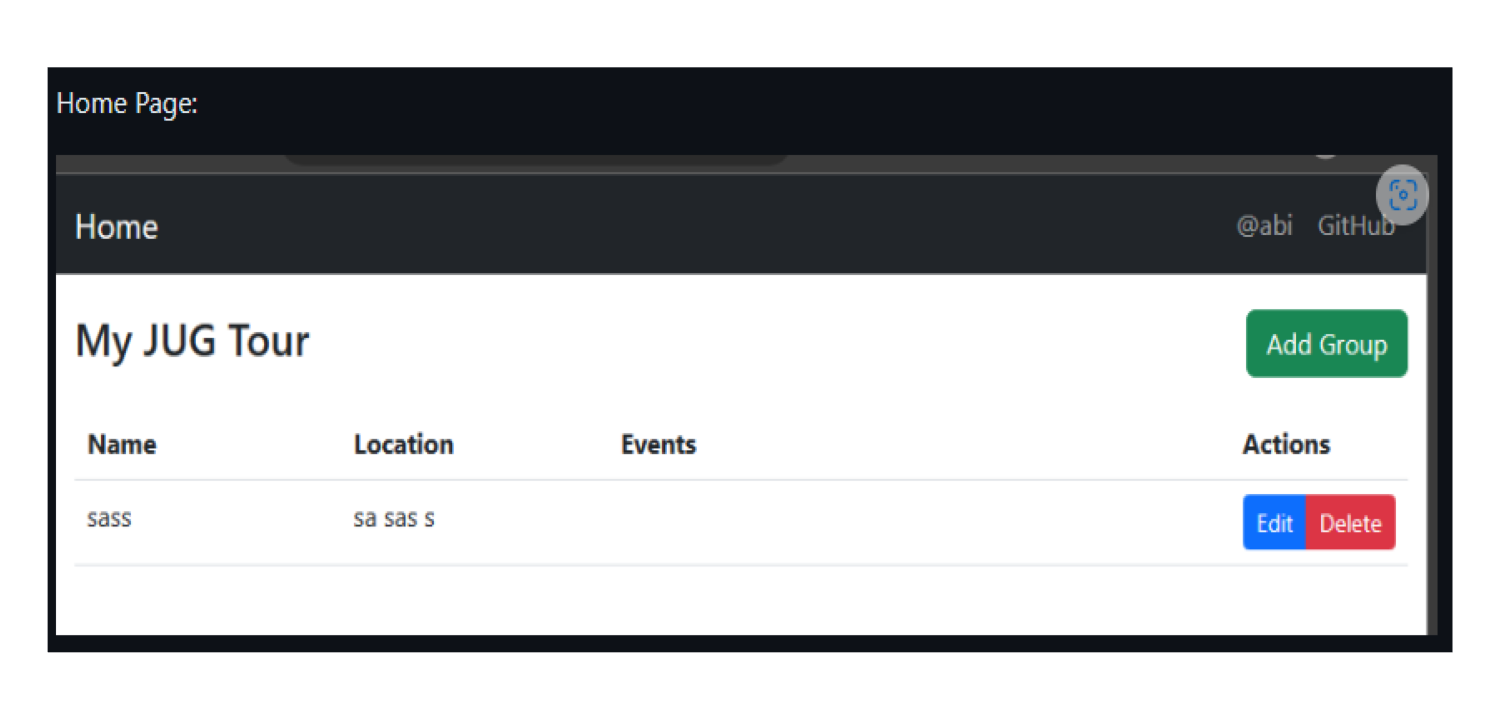 Home Page:
Home @abi GitHub
My JUG Tour Add Group
Name Location Events Actions
sass sa sas s Edit Delete